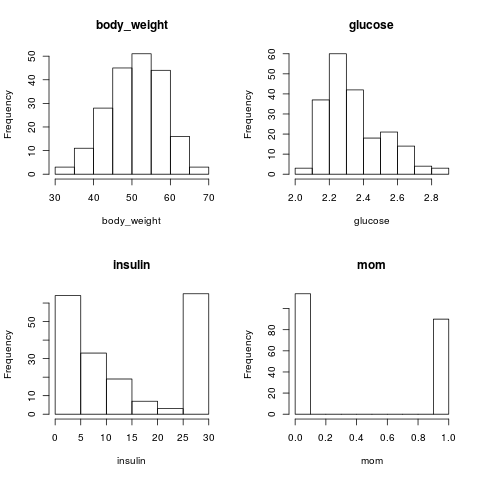 body_weight
glucose
Frequency
0 10 20 30 40 50
30 40 50 60 70
body_weight
Frequency
0 10 20 30 40 50 60
2.0 2.2 2.4 2.6 2.8
glucose
insulin
mom
Frequency
0 10 30 50
0 5 10 15 20 25 30
insulin
Frequency
0 20 40 60 80
0.0 0.2 0.4 0.6 0.8 1.0
mom